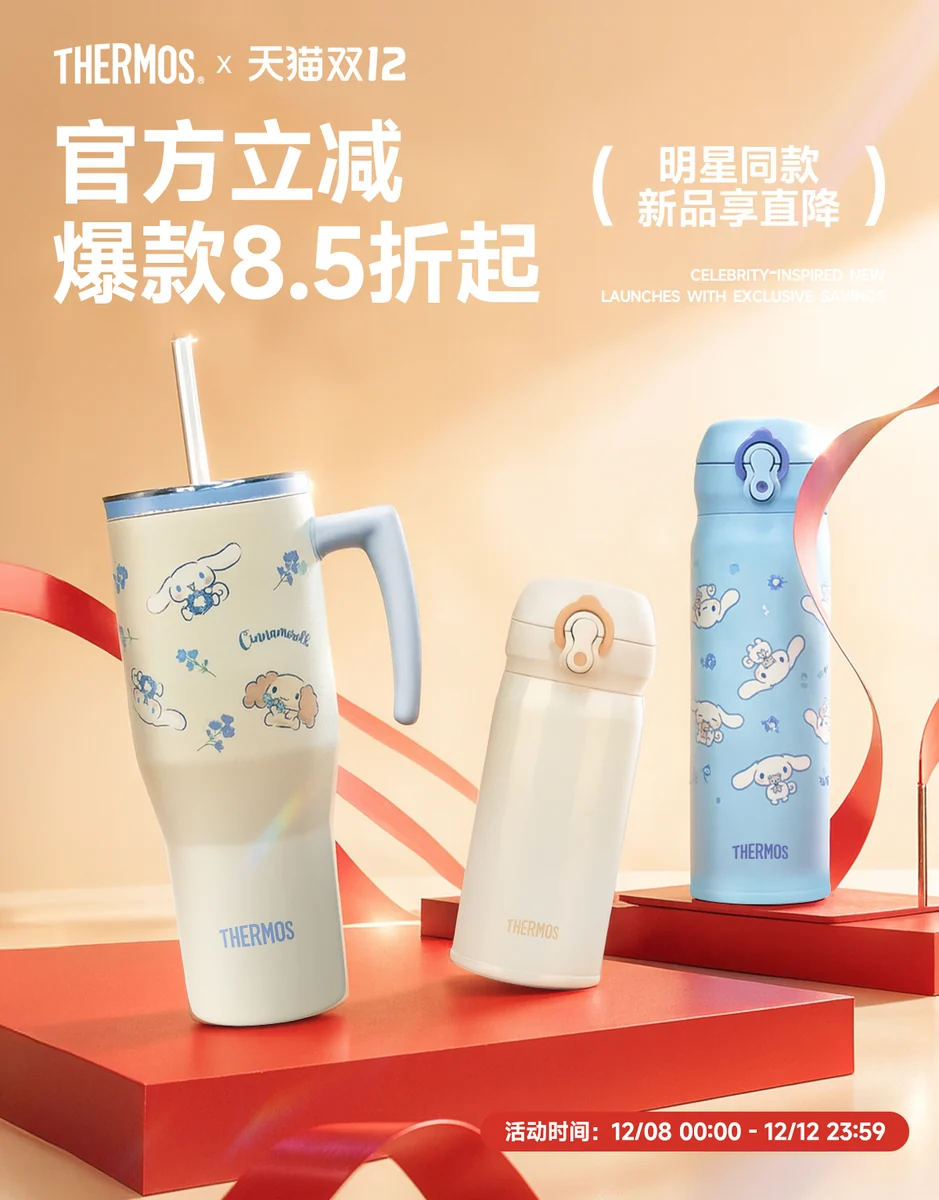 THERMOS® x 天猫双12
官方立减
爆款8.5折起
(明星同款
新品享直降)
CELEBRITY-INSPIRED NEW
LAUNCHES WITH EXCLUSIVE SAVINGS
Cinnamoroll
THERMOS
THERMOS
THERMOS
活动时间：12/08 00:00 - 12/12 23:59